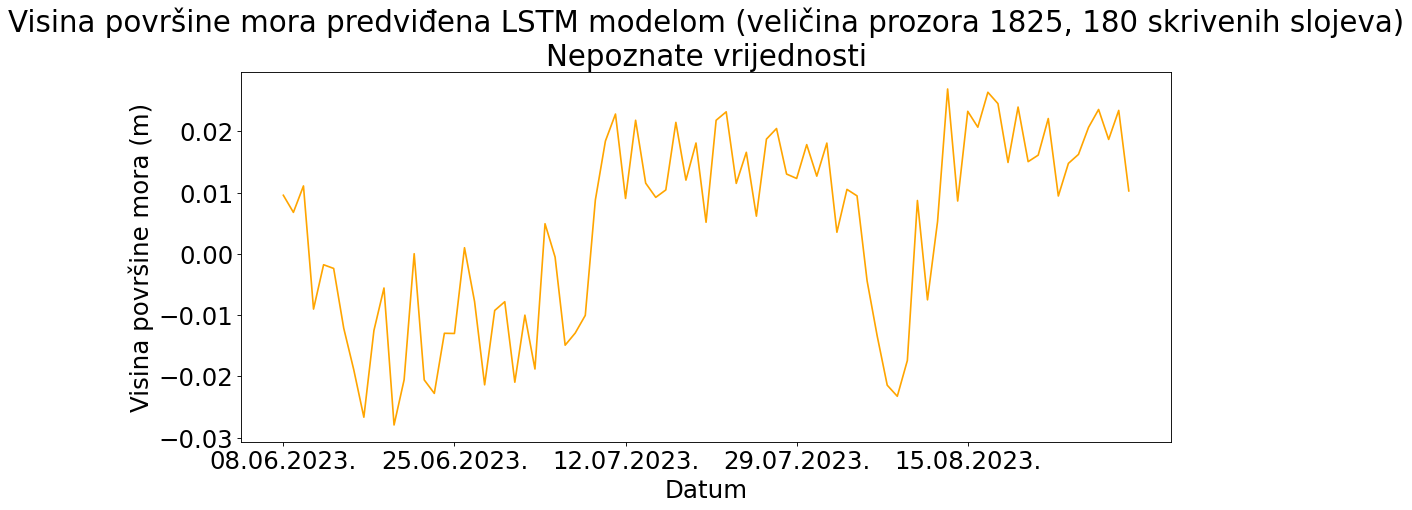 Visina površine mora predviđena LSTM modelom (veličina prozora 1825, 180 skrivenih slojeva)
Nepoznate vrijednosti
Visina površine mora (m)
0.02
0.01
0.00
−0.01
−0.02
−0.03
08.06.2023. 25.06.2023. 12.07.2023. 29.07.2023. 15.08.2023.
Datum